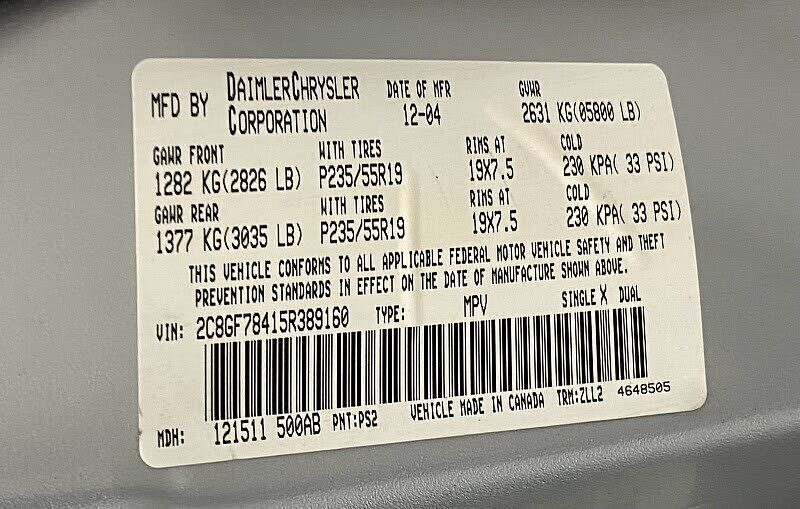 MFD BY DAIMLERCHRYSLER CORPORATION DATE OF MFR 12-04 GVWR 2631 KG(05800 LB)
GAWR FRONT WITH TIRES RIMS AT COLD
1282 KG(2826 LB) P235/55R19 19X7.5 230 KPA( 33 PSI)
GAWR REAR WITH TIRES RIMS AT COLD
1377 KG(3035 LB) P235/55R19 19X7.5 230 KPA( 33 PSI)
THIS VEHICLE CONFORMS TO ALL APPLICABLE FEDERAL MOTOR VEHICLE SAFETY AND THEFT
PREVENTION STANDARDS IN EFFECT ON THE DATE OF MANUFACTURE SHOWN ABOVE.
VIN: 2C8GF78415R389160 TYPE: MPV SINGLE X DUAL
MDH: 121511 500AB PNT:PS2 VEHICLE MADE IN CANADA TRM:ZLL2 4648505